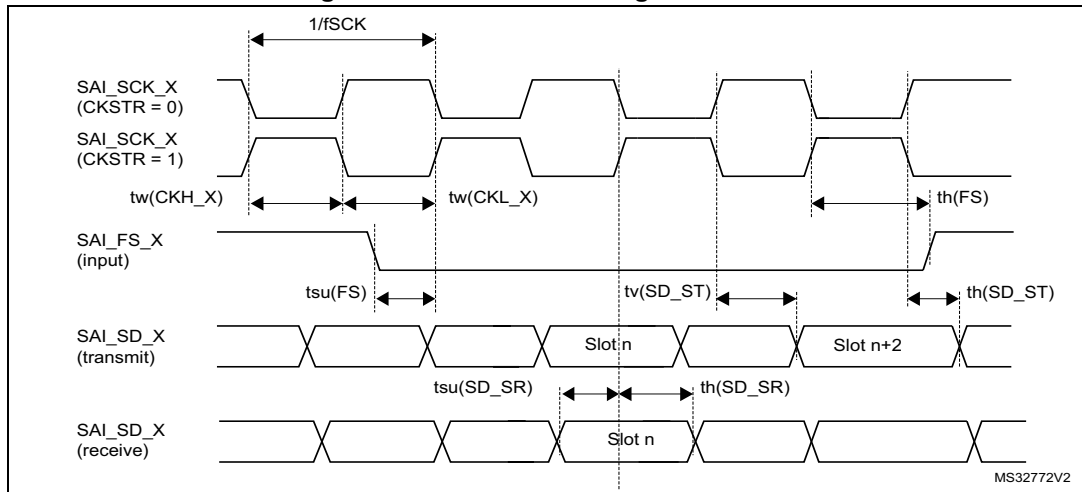 1/fSCK
SAI_SCK_X
(CKSTR = 0)
SAI_SCK_X
(CKSTR = 1)
tw(CKH_X)
tw(CKL_X)
th(FS)
SAI_FS_X
(input)
tsu(FS)
tv(SD_ST)
th(SD_ST)
SAI_SD_X
(transmit)
Slot n
Slot n+2
tsu(SD_SR)
th(SD_SR)
SAI_SD_X
(receive)
Slot n
MS32772V2